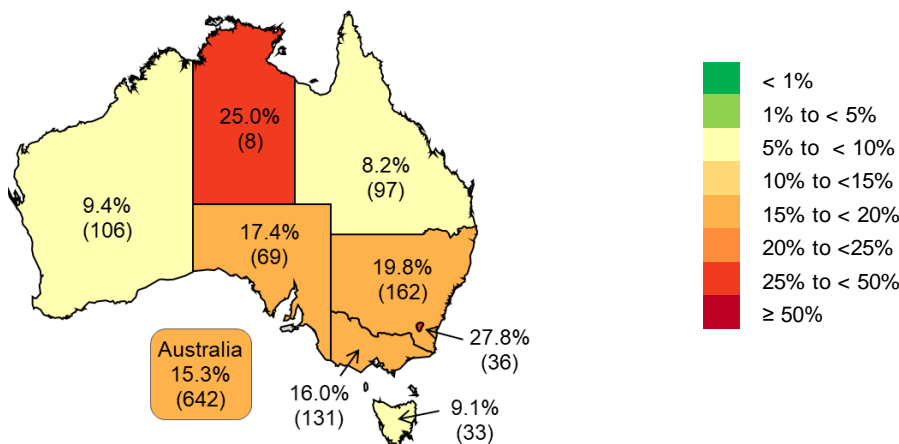 25.0%
(8)
8.2%
(97)
9.4%
(106)
17.4%
(69)
19.8%
(162)
27.8%
(36)
Australia
15.3%
(642)
16.0%
(131)
9.1%
(33)
< 1%
1% to < 5%
5% to < 10%
10% to <15%
15% to < 20%
20% to <25%
25% to < 50%
≥ 50%